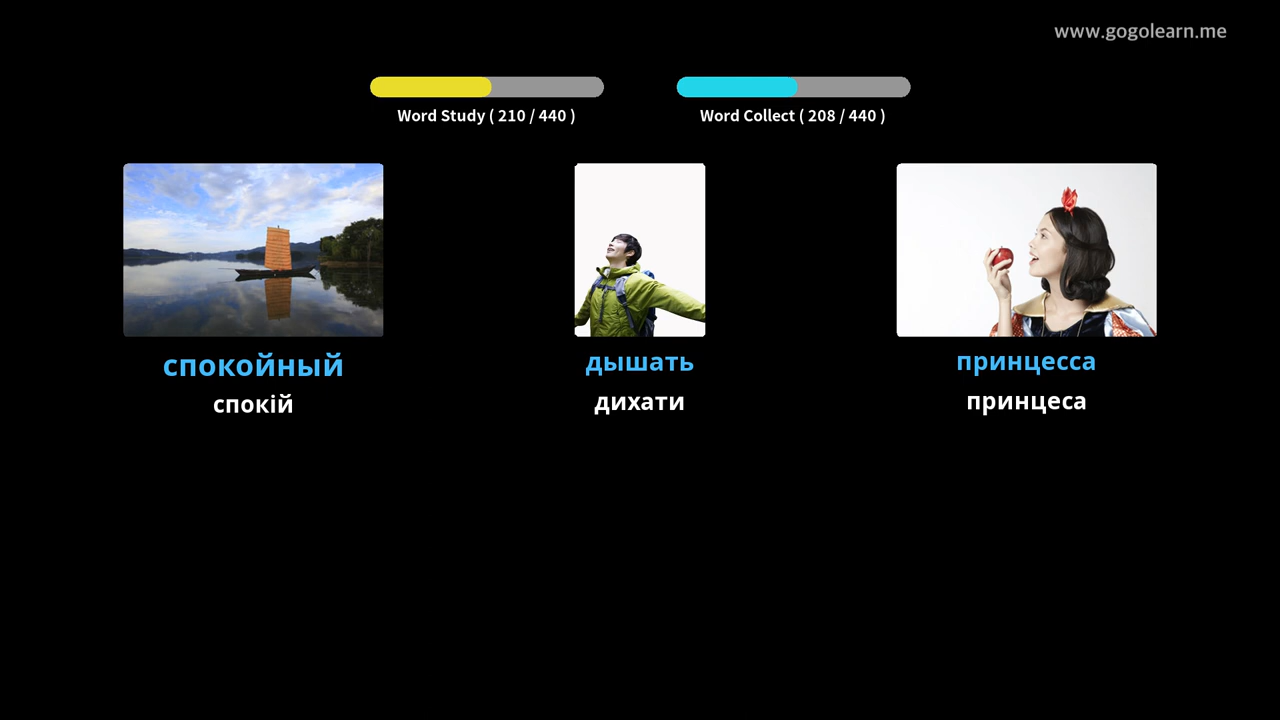 www.gogolearn.me
Word Study ( 210 / 440 )
Word Collect ( 208 / 440 )
спокойный
спокій
дышать
дихати
принцесса
принцеса